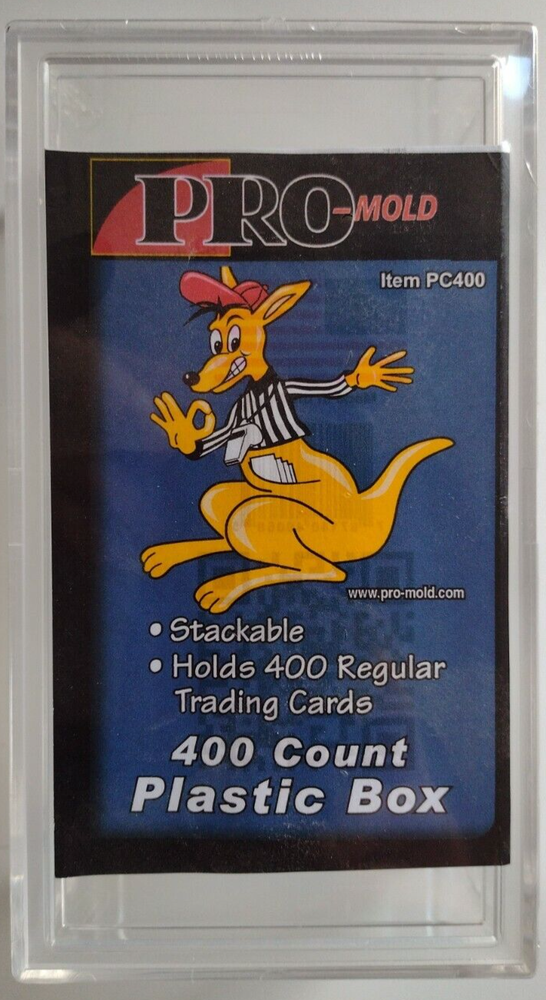 PRO-MOLD
Item PC400
www.pro-mold.com
• Stackable
• Holds 400 Regular
Trading Cards
400 Count
Plastic Box